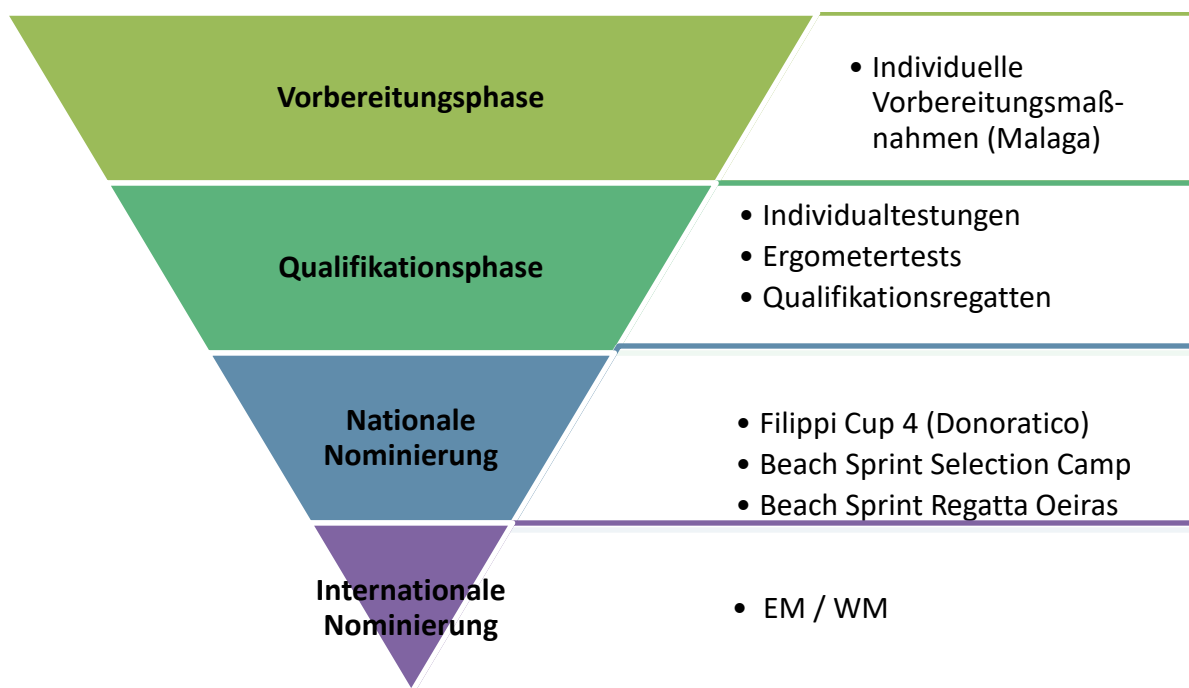 Vorbereitungsphase
• Individuelle
Vorbereitungsmaß-
nahmen (Malaga)
Qualifikationsphase
• Individualtestungen
• Ergometertests
• Qualifikationsregatten
Nationale
Nominierung
• Filippi Cup 4 (Donoratico)
• Beach Sprint Selection Camp
• Beach Sprint Regatta Oeiras
Internationale
Nominierung
• EM / WM